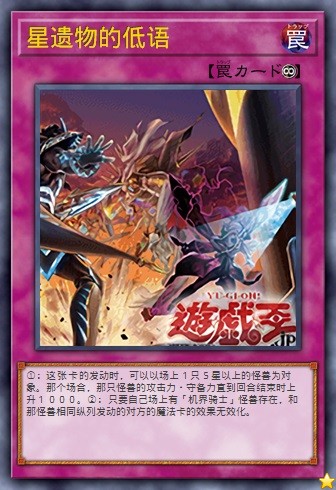 星遗物的低语
トラップ
罠
【罠カード】
YU-GI-OH!
遊戯王
.jp
①：这张卡的发动时，可以以场上１只５星以上的怪兽为对
象。那个场合，那只怪兽的攻击力·守备力直到回合结束时上
升１０００。②：只要自己场上有「机界骑士」怪兽存在，和
那怪兽相同纵列发动的对方的魔法卡的效果无效化。